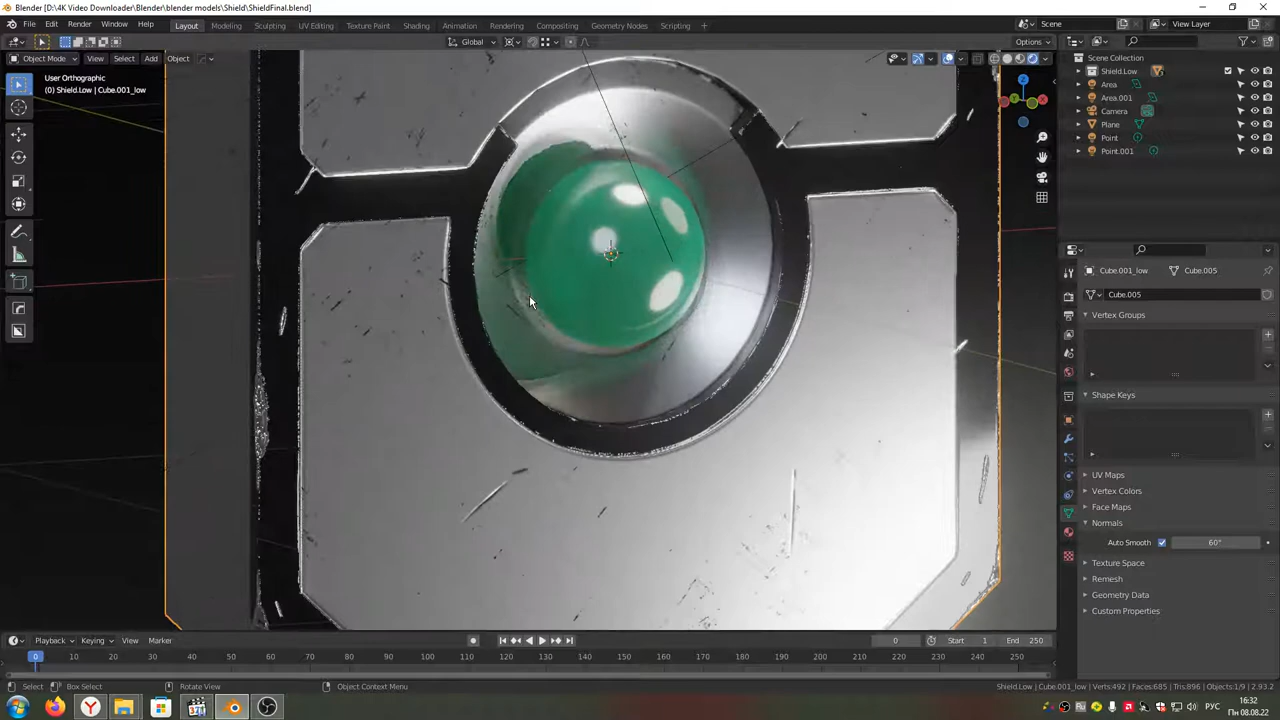 Blender [D:\4K Video Downloader\Blender\blender models\Shield\ShieldFinal.blend]
File Edit Render Window Help Layout Modeling Sculpting UV Editing Texture Paint Shading Animation Rendering Compositing Geometry Nodes Scripting Scene View Layer
Global Options
Object Mode View Select Add Object
User Orthographic
(0) Shield.Low | Cube.001_low
Scene Collection
Shield.Low
Area
Area.001
Camera
Plane
Point
Point.001
Cube.001_low Cube.005
Cube.005
Vertex Groups
Shape Keys
UV Maps
Vertex Colors
Face Maps
Normals
Auto Smooth 60°
Texture Space
Remesh
Geometry Data
Custom Properties
Playback Keying View Marker 0 Start 1 End 250
0 10 20 30 40 50 60 70 80 90 100 110 120 130 140 150 160 170 180 190 200 210 220 230 240 250
Select Box Select Rotate View Object Context Menu Shield.Low | Cube.001_low | Verts:492 | Faces:685 | Tris:896 | Objects:1/9 | 2.93.2
Ru РУС
16:32
Пн 08.08.22